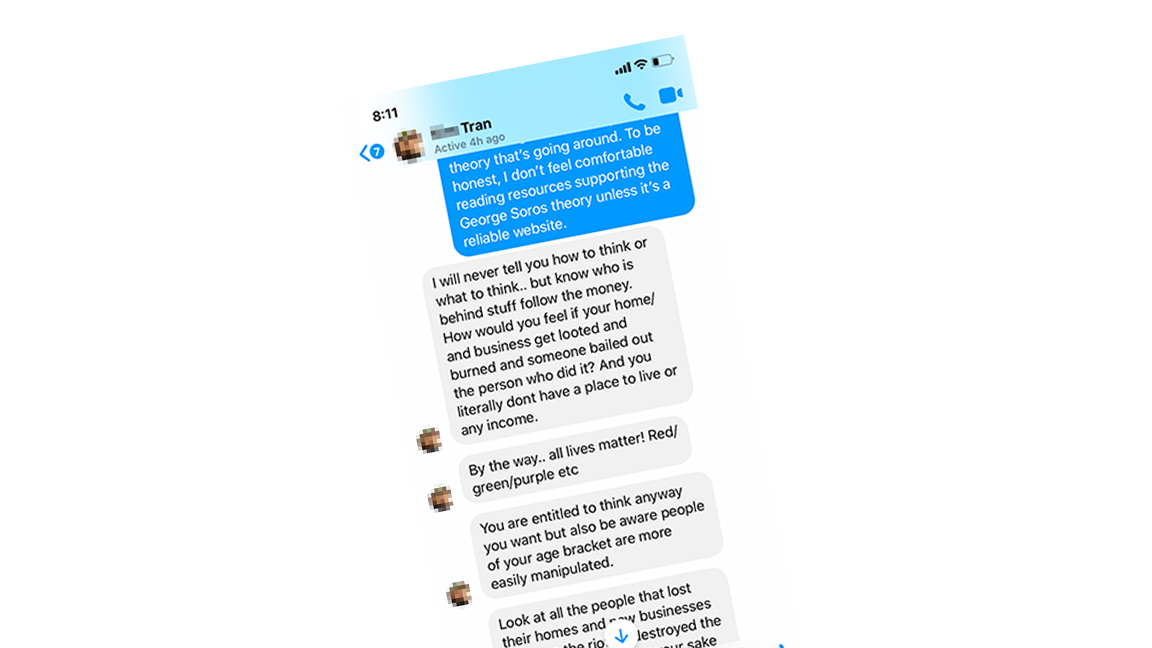 8:11
7
Tran
Active 4h ago
theory that's going around. To be
honest, I don't feel comfortable
reading resources supporting the
George Soros theory unless it's a
reliable website.
I will never tell you how to think or
what to think.. but know who is
behind stuff follow the money.
How would you feel if your home/
and business get looted and
burned and someone bailed out
the person who did it? And you
literally dont have a place to live or
any income.
By the way.. all lives matter! Red/
green/purple etc
You are entitled to think anyway
you want but also be aware people
of your age bracket are more
easily manipulated.
Look at all the people that lost
their homes and businesses
the destroyed the
sake